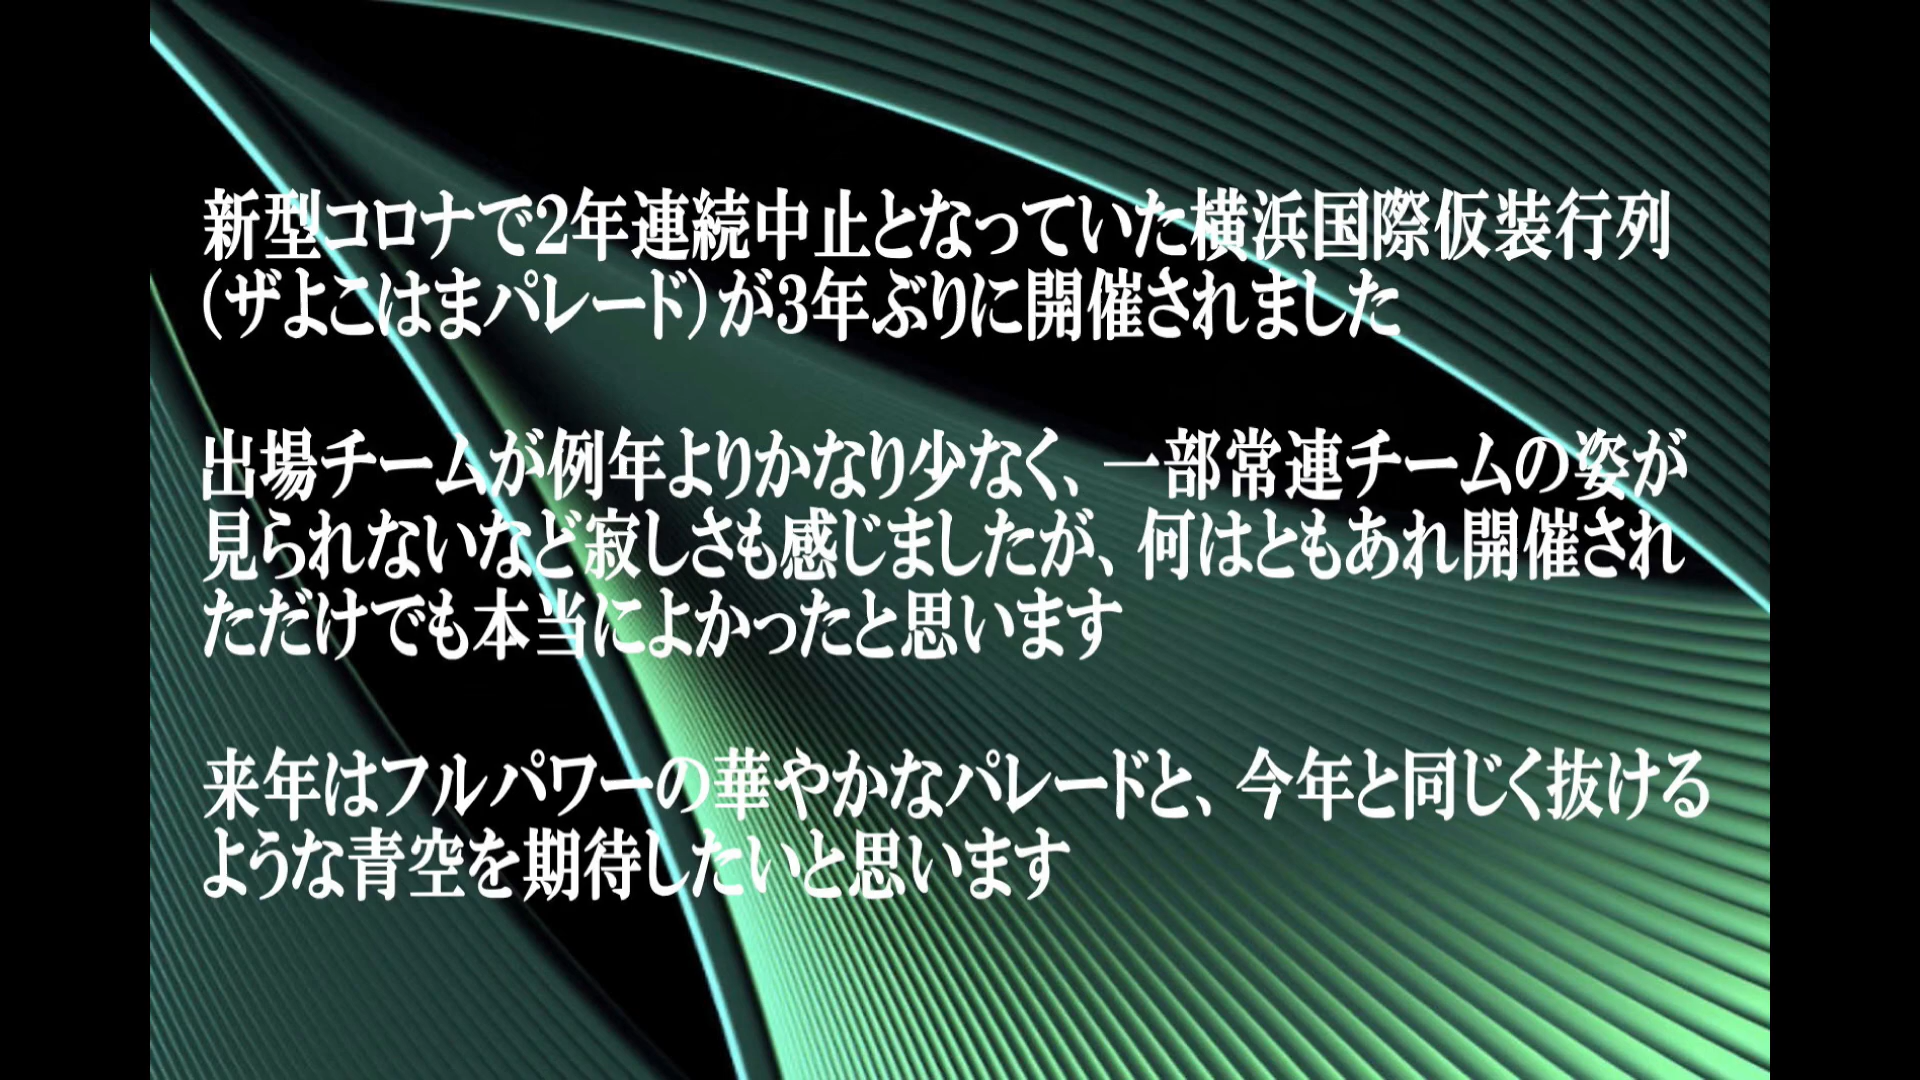 新型コロナで2年連続中止となっていた横浜国際仮装行列
(ザよこはまパレード)が3年ぶりに開催されました
出場チームが例年よりかなり少なく、一部常連チームの姿が
見られないなど寂しさも感じましたが、何はともあれ開催され
ただけでも本当によかったと思います
来年はフルパワーの華やかなパレードと、今年と同じく抜ける
ような青空を期待したいと思います